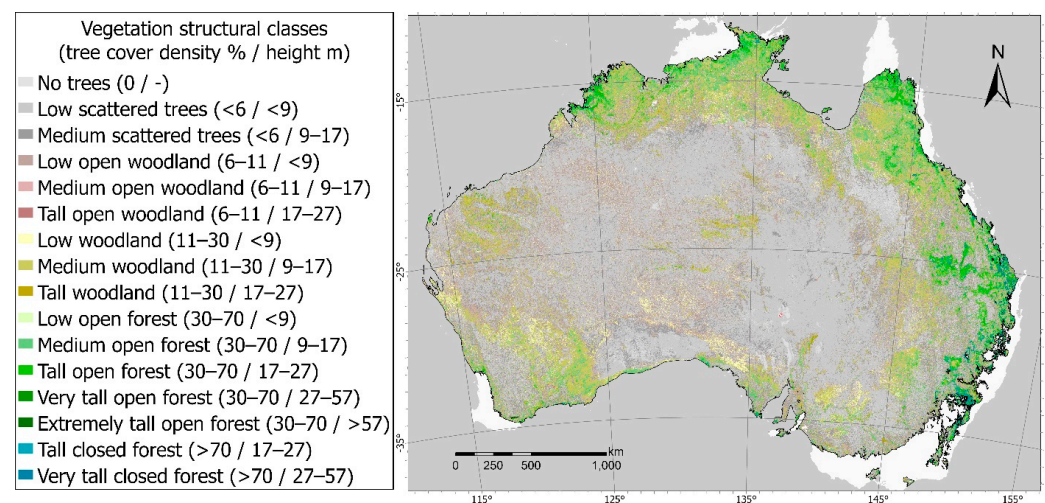 Vegetation structural classes
(tree cover density % / height m)
No trees (0 / -)
Low scattered trees (<6 / <9)
Medium scattered trees (<6 / 9–17)
Low open woodland (6–11 / <9)
Medium open woodland (6–11 / 9–17)
Tall open woodland (6–11 / 17–27)
Low woodland (11–30 / <9)
Medium woodland (11–30 / 9–17)
Tall woodland (11–30 / 17–27)
Low open forest (30–70 / <9)
Medium open forest (30–70 / 9–17)
Tall open forest (30–70 / 17–27)
Very tall open forest (30–70 / 27–57)
Extremely tall open forest (30–70 / >57)
Tall closed forest (>70 / 17–27)
Very tall closed forest (>70 / 27–57)
N
-15°
-25°
-35°
km
0 250 500 1,000
115° 125° 135° 145° 155°